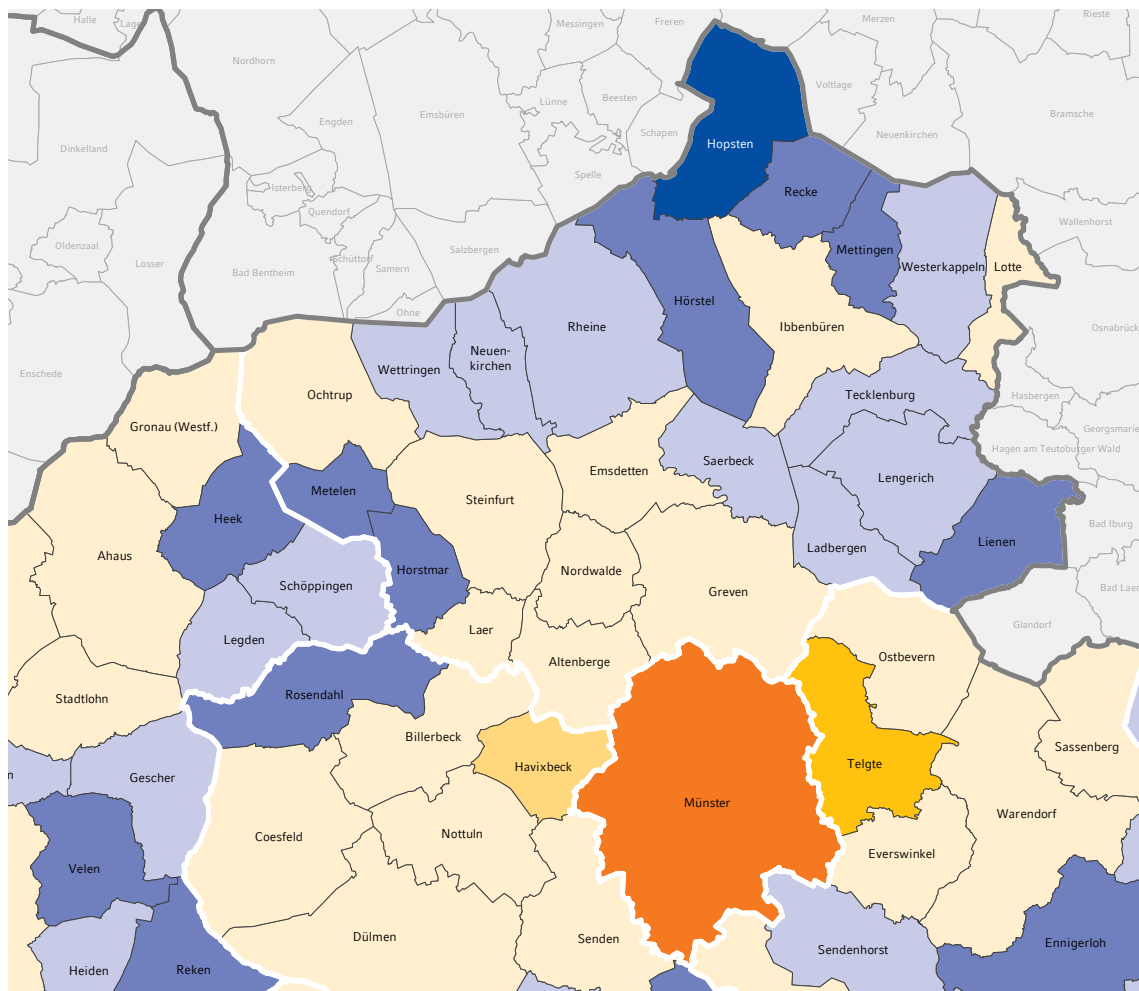 Halle
Lage
Messingen
Freren
Merzen
Rieste
Nordhorn
Voltlage
Lünne
Beesten
Emsbüren
Bramsche
Engden
Schapen
Neuenkirchen
Hopsten
Dinkelland
Spelle
Isterberg
Recke
Quendorf
Wallenhorst
Oldenzaal
Salzbergen
Mettingen
Losser
Schüttorf
Samern
Bad Bentheim
Westerkappeln
Lotte
Hörstel
Ohne
Rheine
Ibbenbüren
Osnabrück
Neuen-
kirchen
Wettringen
Enschede
Ochtrup
Tecklenburg
Hasbergen
Gronau (Westf.)
Georgsmarie
Hagen am Teutoburger Wald
Saerbeck
Emsdetten
Lengerich
Metelen
Steinfurt
Heek
Bad Iburg
Lienen
Ladbergen
Ahaus
Horstmar
Nordwalde
Schöppingen
Bad Laer
Greven
Glandorf
Laer
Legden
Ostbevern
Altenberge
Rosendahl
Stadtlohn
Billerbeck
Sassenberg
Telgte
Havixbeck
n
Gescher
Münster
Warendorf
Nottuln
Coesfeld
Everswinkel
Velen
Dülmen
Senden
Ennigerloh
Sendenhorst
Heiden
Reken